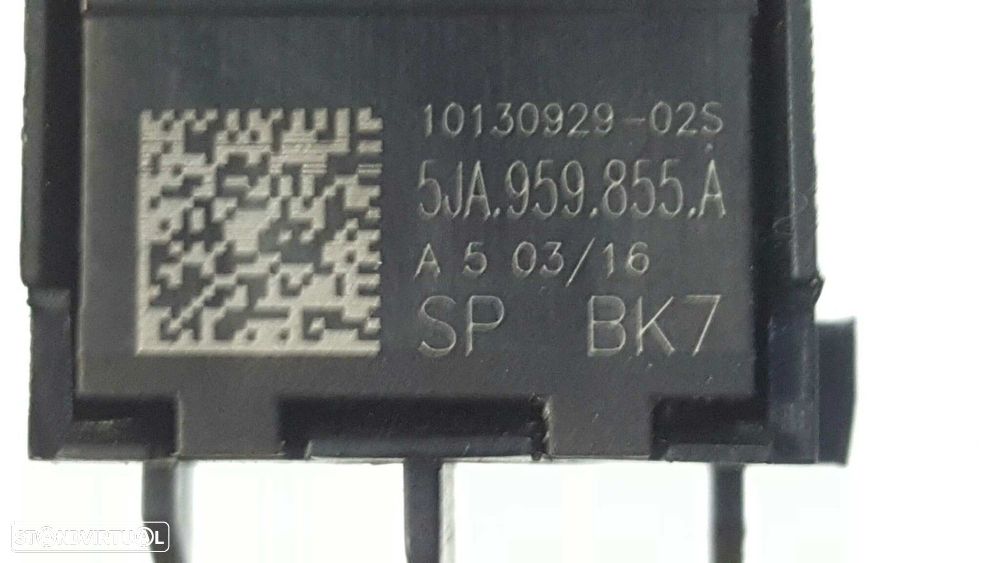 10130929-02S
5JA.959.855.A
A 5 03/16
SP BK7
STANDVIRTUAL